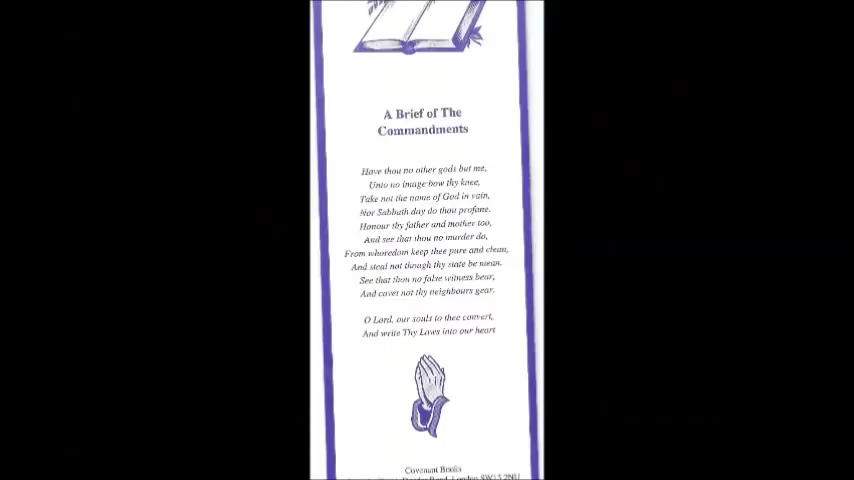 A Brief of The
Commandments
Have thou no other gods but me,
Unto no image bow thy knee,
Take not the name of God in vain,
Nor Sabbath day do thou profane.
Honour thy father and mother too,
And see that thou no murder do,
From whoredom keep thee pure and clean,
And steal not though thy state be mean.
See that thou no false witness bear,
And covet not thy neighbours gear.
O Lord, our souls to thee convert,
And write Thy Laws into our heart
Covenant Books
Road, London SW15 2NU